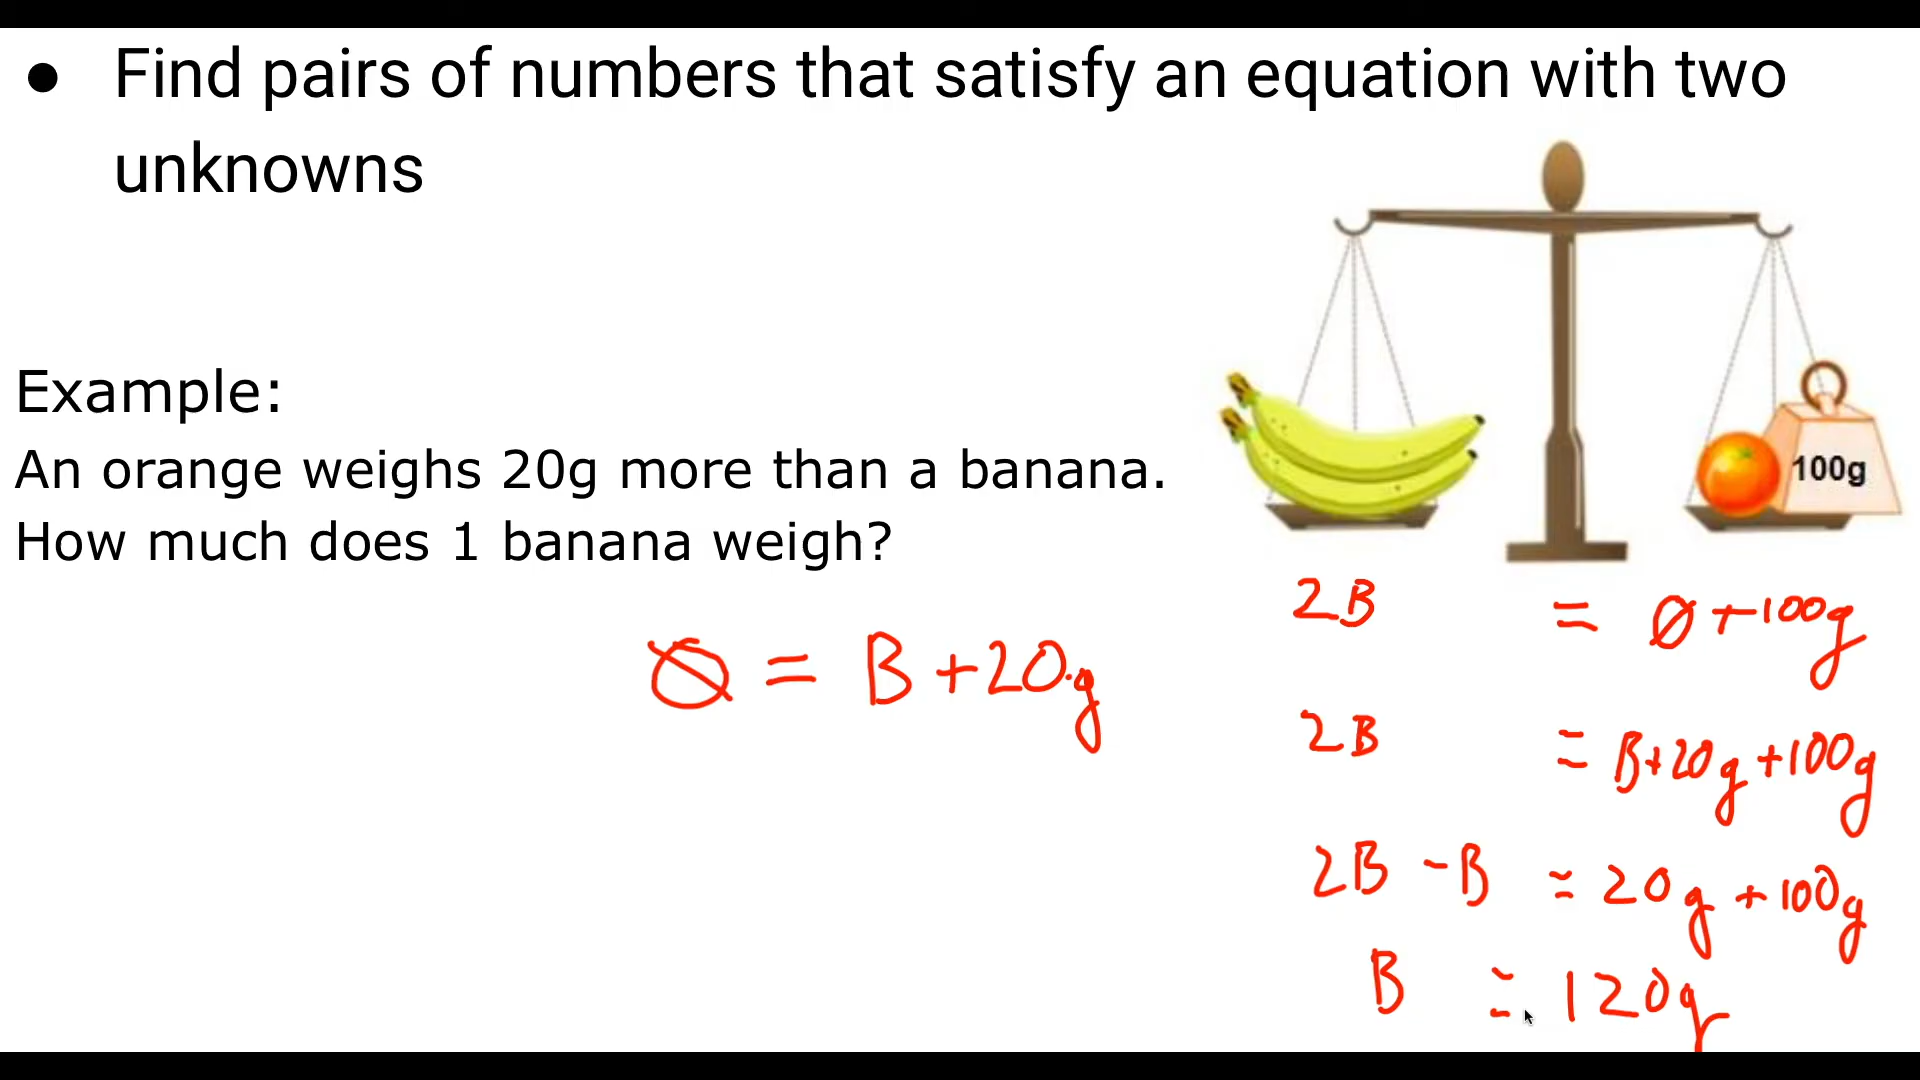 ● Find pairs of numbers that satisfy an equation with two
unknowns
Example:
An orange weighs 20g more than a banana.
How much does 1 banana weigh?
100g
O = B + 20g
2B = O + 100g
2B = B + 20g + 100g
2B - B = 20g + 100g
B = 120g